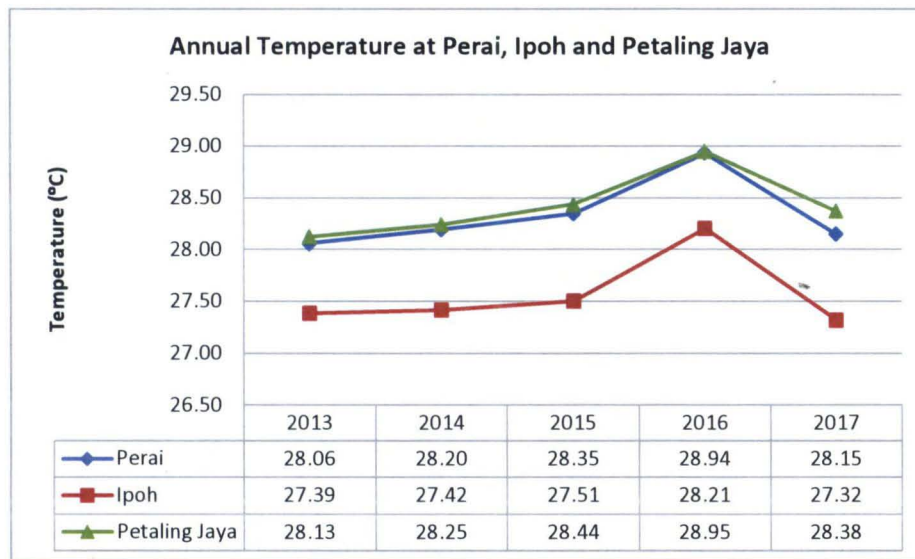 Annual Temperature at Perai, Ipoh and Petaling Jaya
Temperature (°C)
29.50
29.00
28.50
28.00
27.50
27.00
26.50
2013 2014 2015 2016 2017
Perai 28.06 28.20 28.35 28.94 28.15
Ipoh 27.39 27.42 27.51 28.21 27.32
Petaling Jaya 28.13 28.25 28.44 28.95 28.38